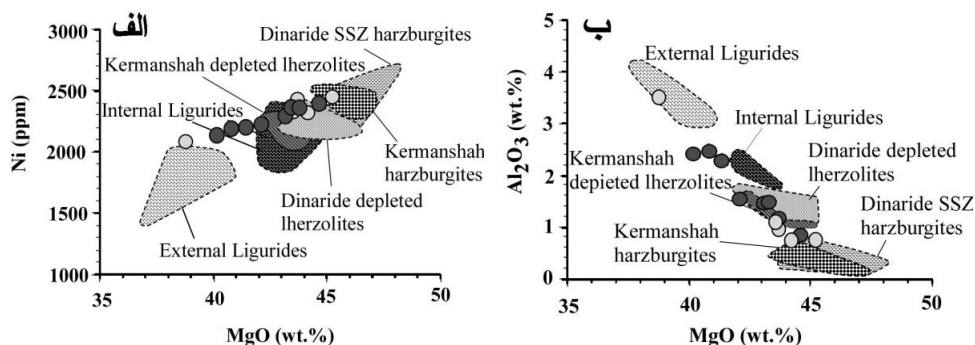 الف
3000
2500
2000
1500
1000
Ni (ppm)
35
40
45
50
MgO (wt.%)
Dinaride SSZ harzburgites
Kermanshah depleted lherzolites
Internal Ligurides
Kermanshah
harzburgites
Dinaride depleted
lherzolites
External Ligurides
ب
5
4
3
2
1
0
Al2O3 (wt.%)
35
40
45
50
MgO (wt.%)
External Ligurides
Internal Ligurides
Kermanshah
depieted lherzolites
Dinaride depleted
lherzolites
Dinaride SSZ
harzburgites
Kermanshah
harzburgites